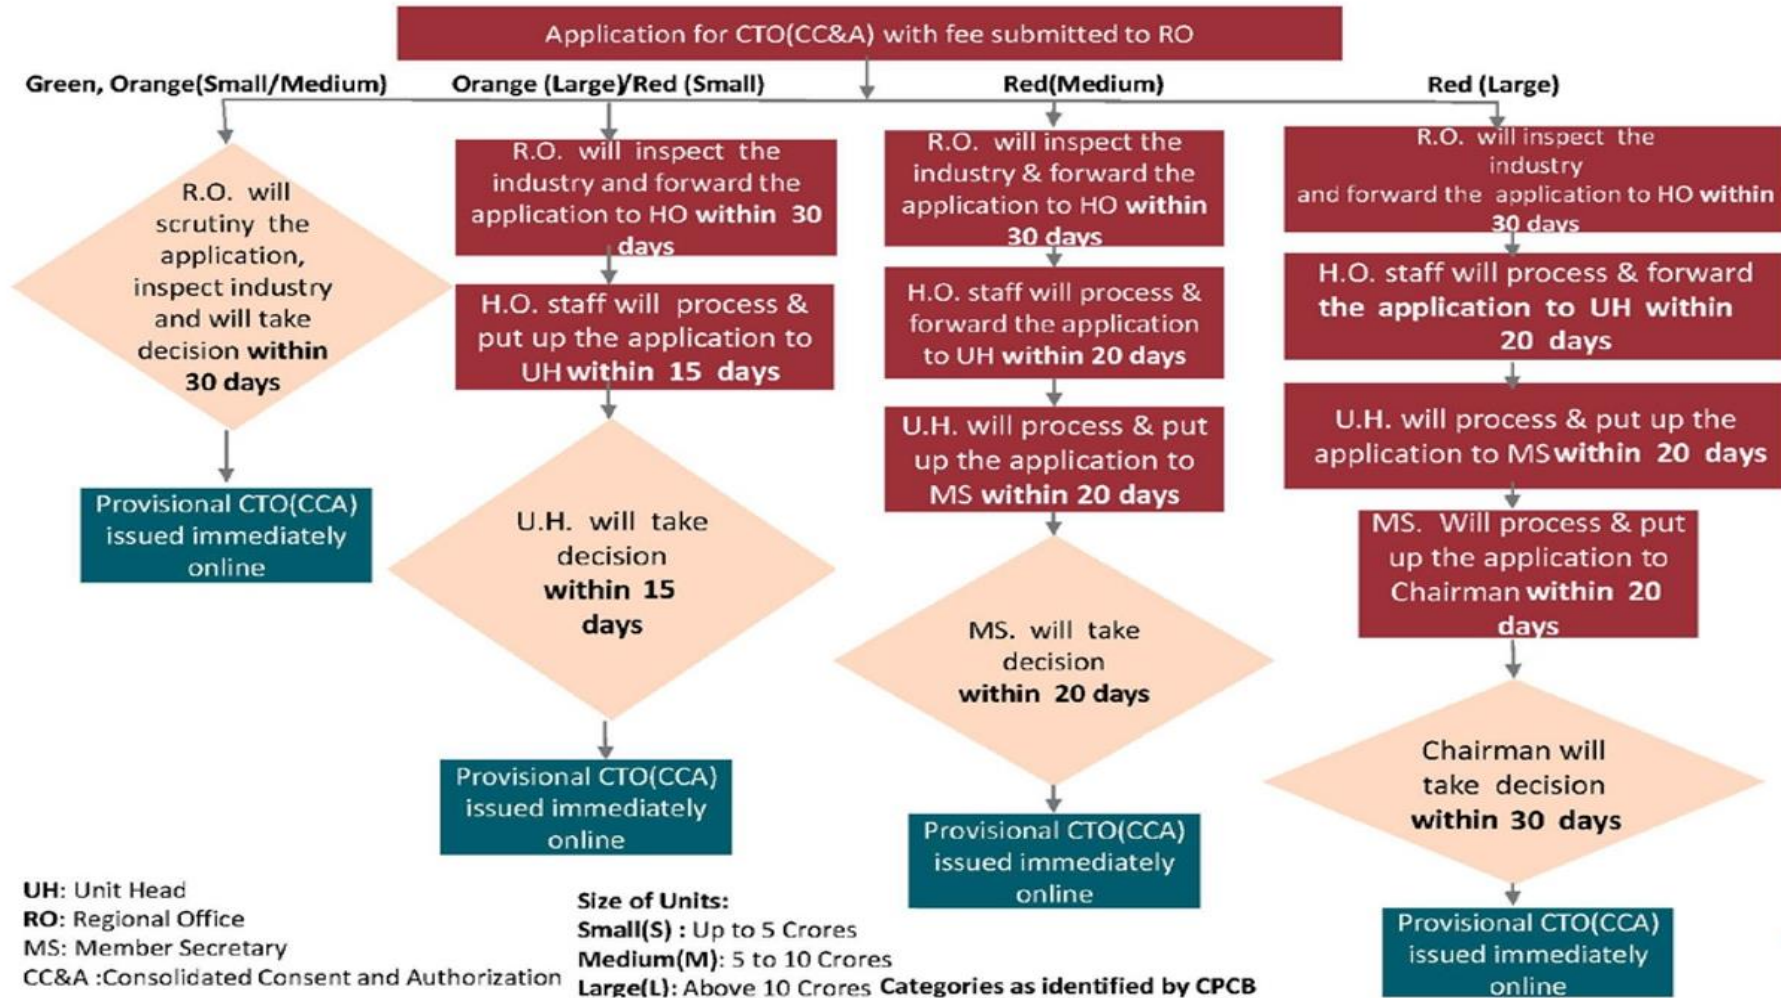 Application for CTO(CC&A) with fee submitted to RO
Green, Orange(Small/Medium)
Orange (Large)/Red (Small)
Red(Medium)
Red (Large)
R.O. will
scrutiny the
application,
inspect industry
and will take
decision within
30 days
Provisional CTO(CCA)
issued immediately
online
R.O. will inspect the
industry and forward the
application to HO within 30
days
H.O. staff will process &
put up the application to
UH within 15 days
U.H. will take
decision
within 15
days
Provisional CTO(CCA)
issued immediately
online
R.O. will inspect the
industry & forward the
application to HO within
30 days
H.O. staff will process &
forward the application
to UH within 20 days
U.H. will process & put
up the application to
MS within 20 days
MS. will take
decision
within 20 days
Provisional CTO(CCA)
issued immediately
online
R.O. will inspect the
industry
and forward the application to HO within
30 days
H.O. staff will process & forward
the application to UH within
20 days
U.H. will process & put up the
application to MS within 20 days
MS. Will process & put
up the application to
Chairman within 20
days
Chairman will
take decision
within 30 days
Provisional CTO(CCA)
issued immediately
online
UH: Unit Head
RO: Regional Office
MS: Member Secretary
CC&A :Consolidated Consent and Authorization
Size of Units:
Small(S) : Up to 5 Crores
Medium(M): 5 to 10 Crores
Large(L): Above 10 Crores Categories as identified by CPCB